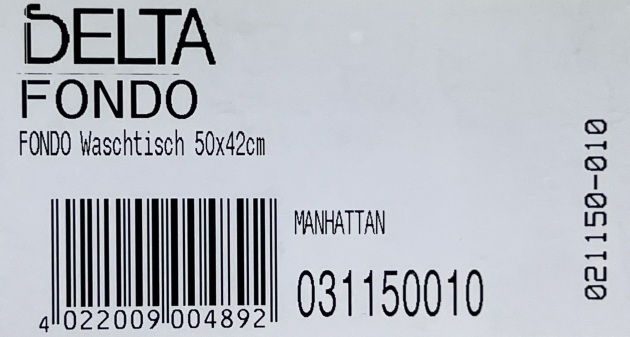 DELTA
FONDO
FONDO Waschtisch 50x42cm
MANHATTAN
031150010
4 022009 004892
021150-010